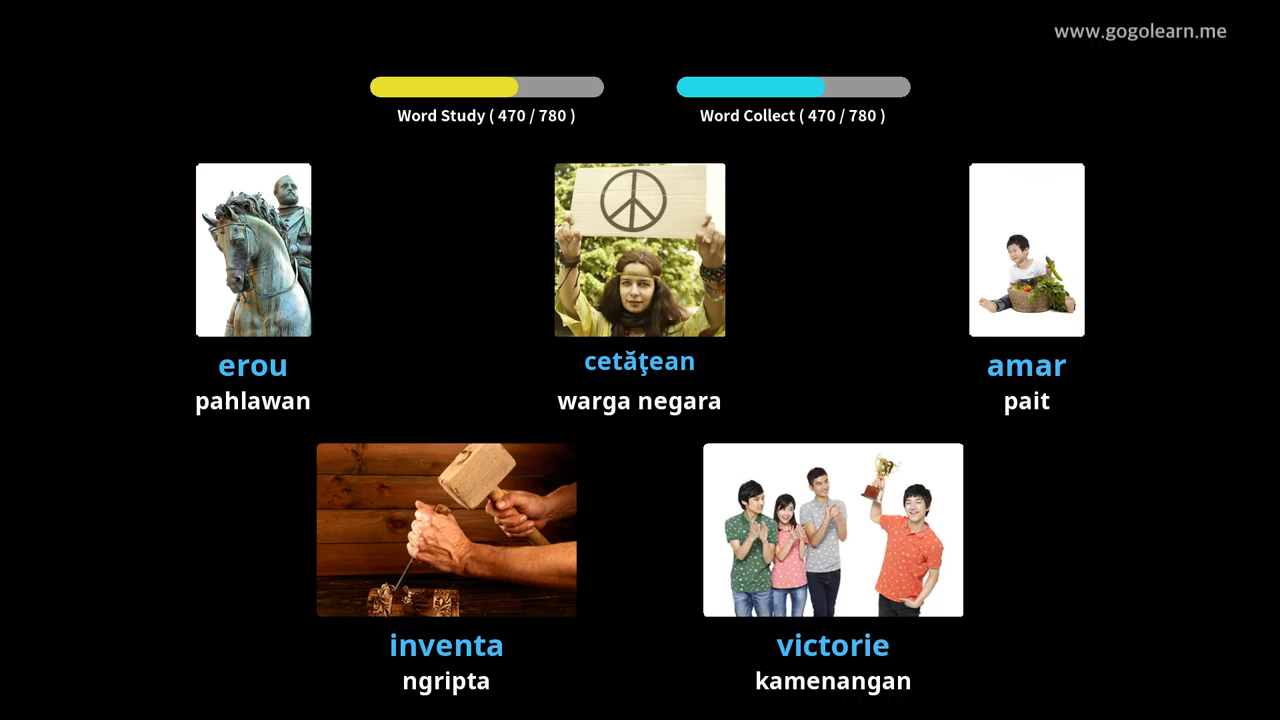 www.gogolearn.me
Word Study ( 470 / 780 )
Word Collect ( 470 / 780 )
erou
cetăţean
amar
pahlawan
warga negara
pait
inventa
victorie
ngripta
kamenangan